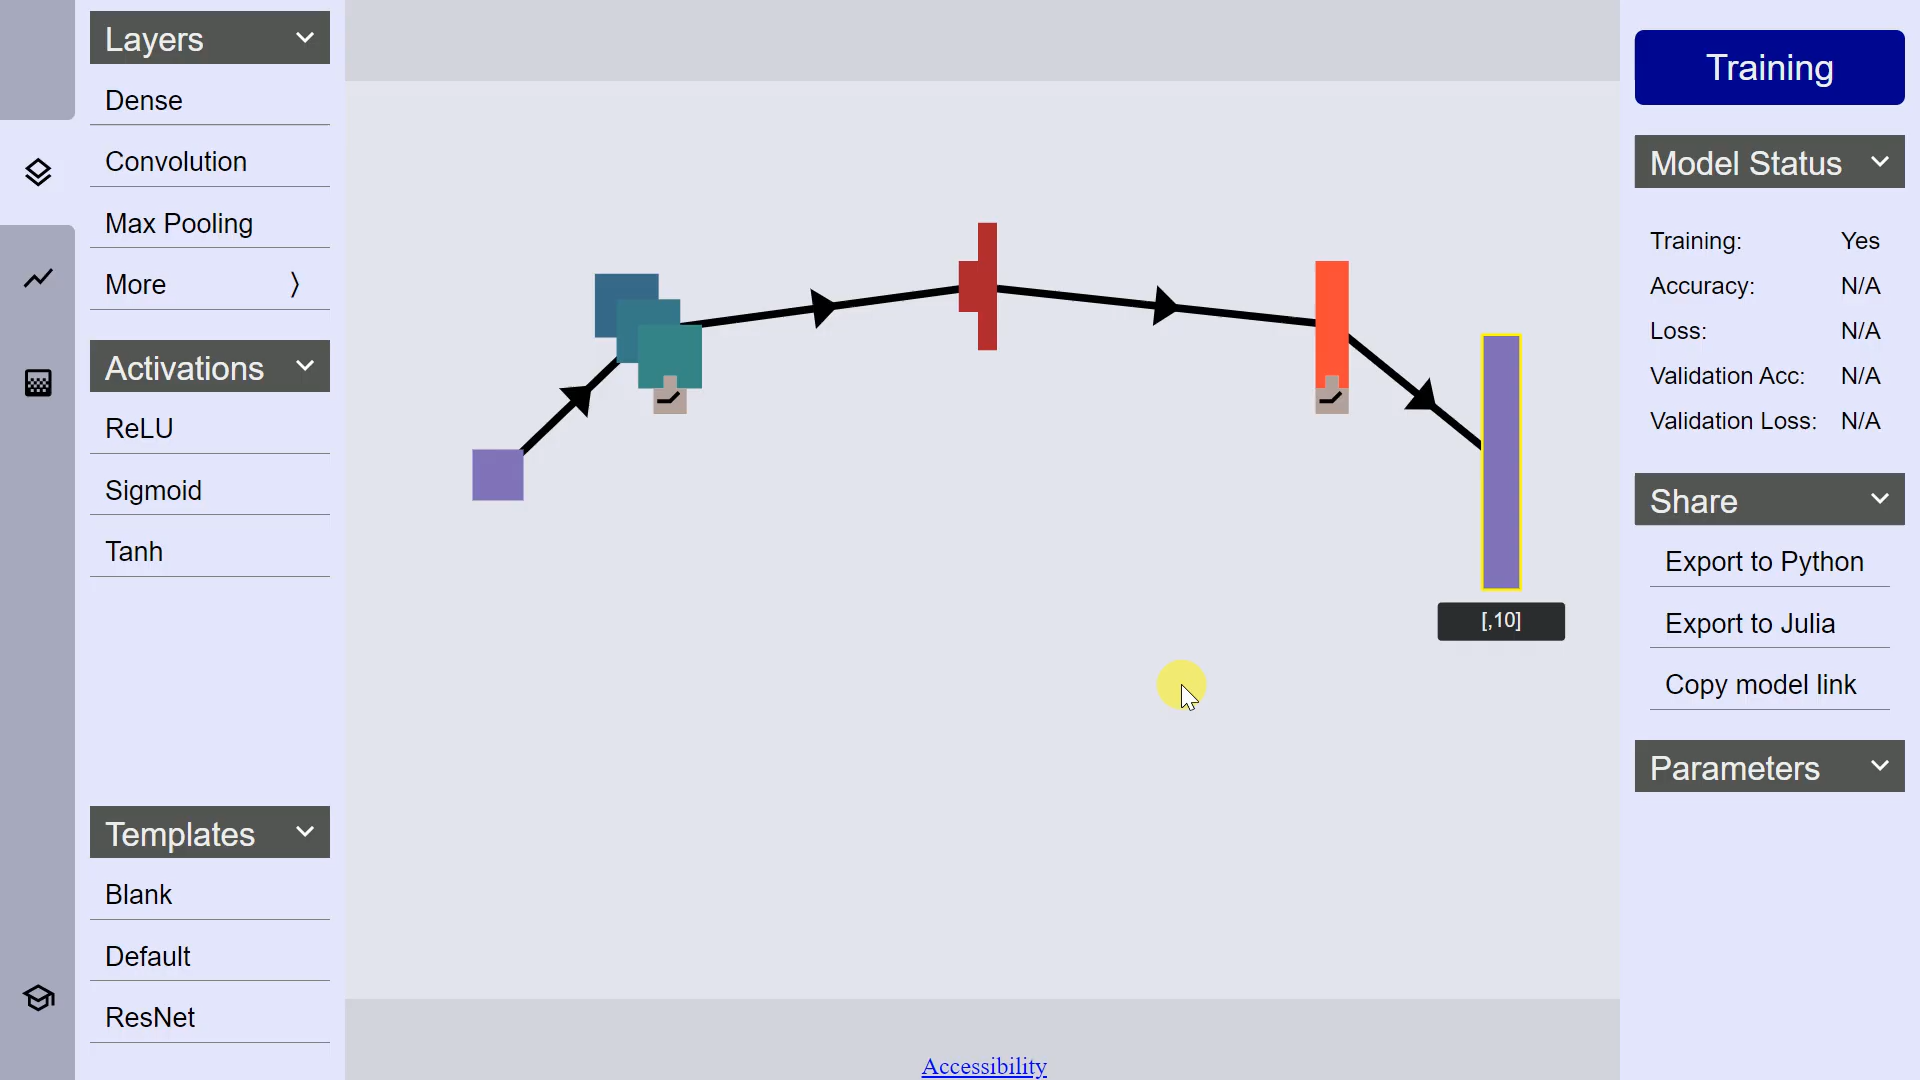 Layers
Dense
Convolution
Max Pooling
More
Activations
ReLU
Sigmoid
Tanh
Templates
Blank
Default
ResNet
[,10]
Accessibility
Training
Model Status
Training: Yes
Accuracy: N/A
Loss: N/A
Validation Acc: N/A
Validation Loss: N/A
Share
Export to Python
Export to Julia
Copy model link
Parameters